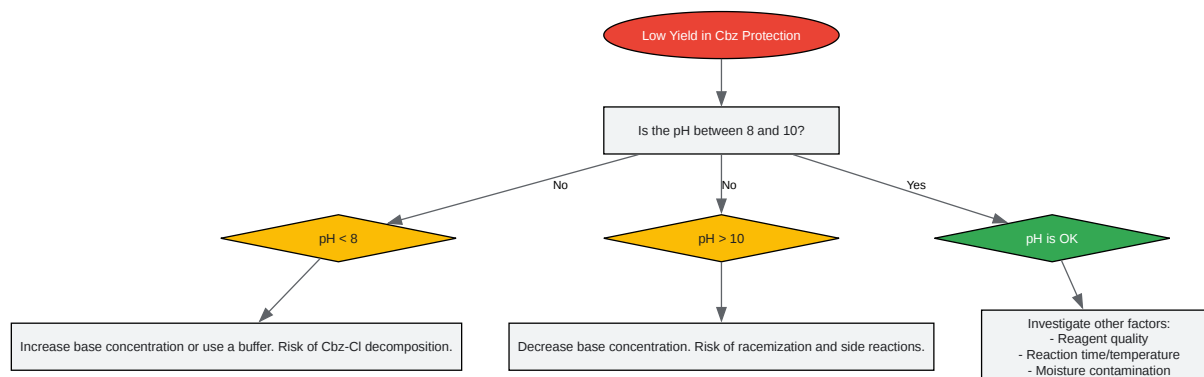 Low Yield in Cbz Protection
Is the pH between 8 and 10?
No
No
Yes
pH < 8
pH > 10
pH is OK
Increase base concentration or use a buffer. Risk of Cbz-Cl decomposition.
Decrease base concentration. Risk of racemization and side reactions.
Investigate other factors:
- Reagent quality
- Reaction time/temperature
- Moisture contamination